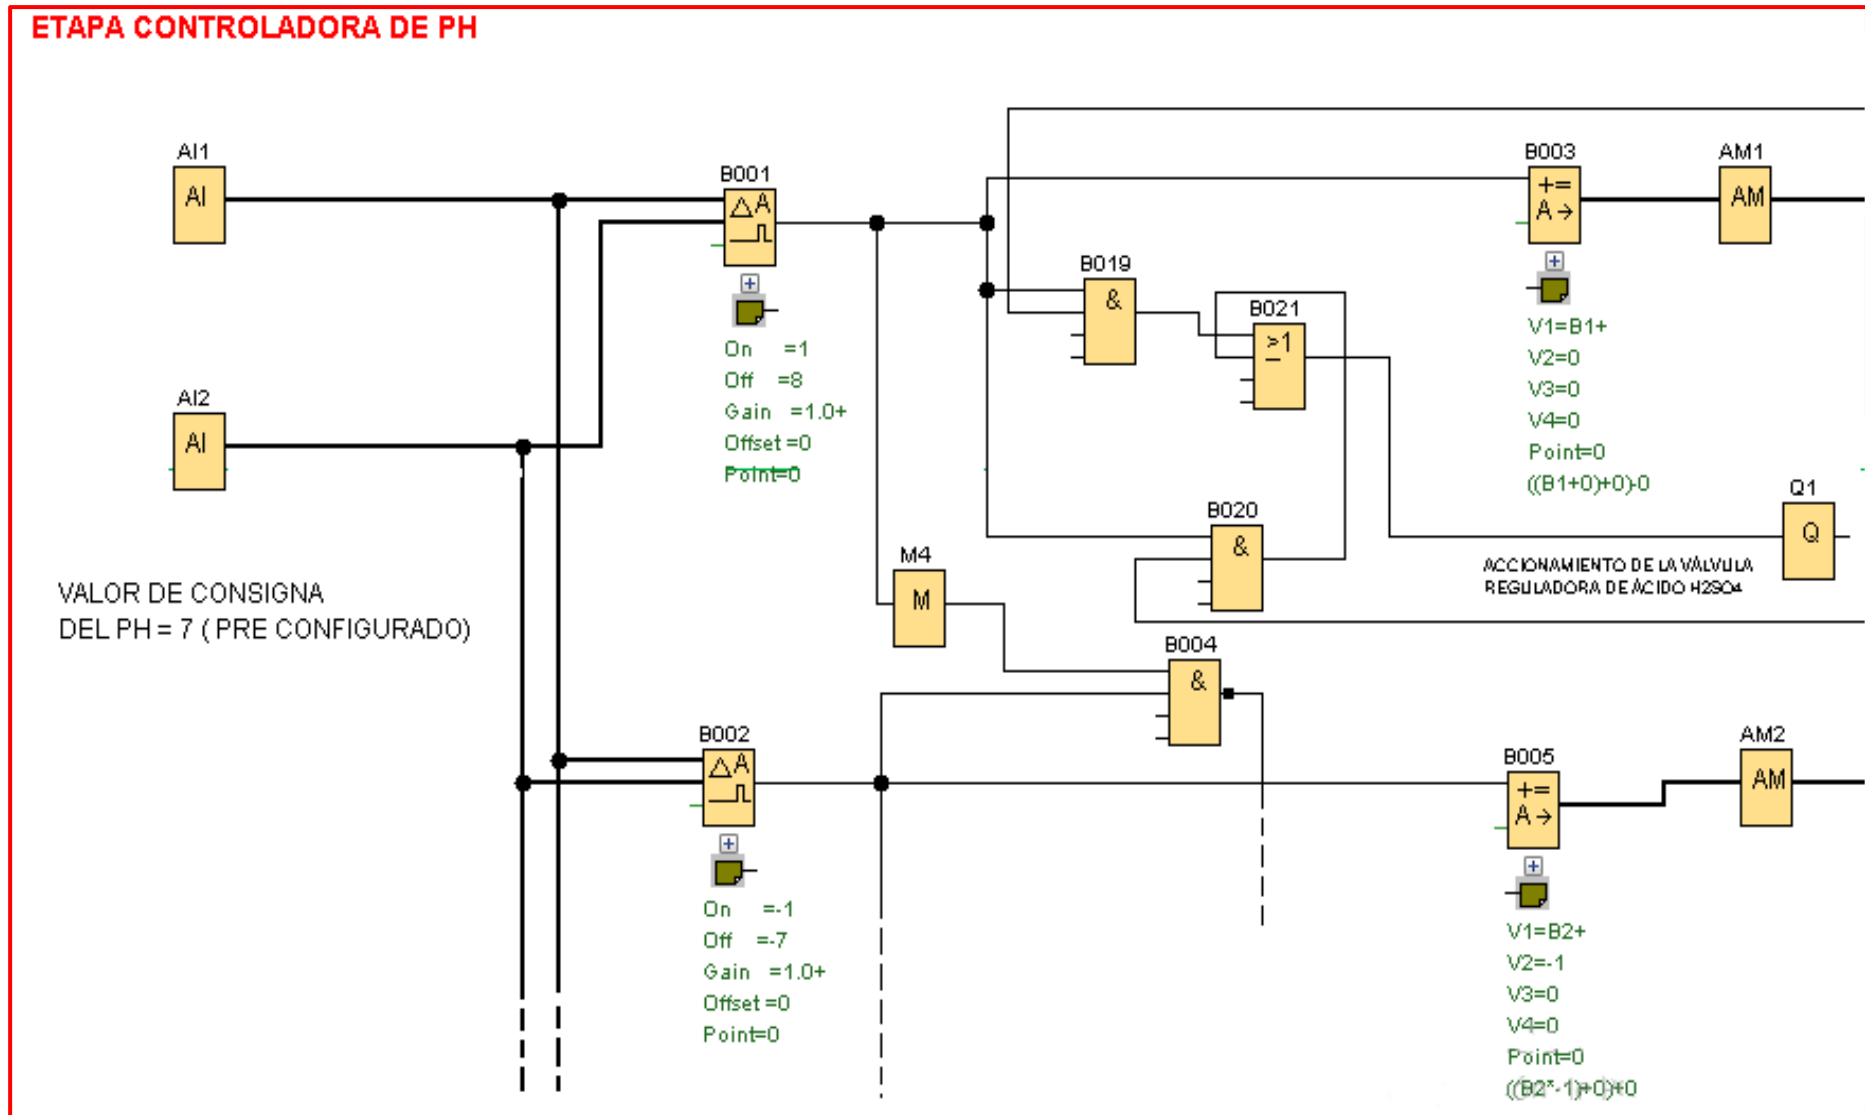 ETAPA CONTROLADORA DE PH
AI1
AI
B001
△A
On =1
Off =8
Gain =1.0+
Offset =0
Point=0
B003
+=
A→
V1=B1+
V2=0
V3=0
V4=0
Point=0
((B1+0)+0)-0
AM1
AM
B019
&
B021
>1
AI2
AI
B020
&
Q1
Q
ACCIONAMIENTO DE LA VÁLVULA
REGULADORA DE ÁCIDO H2SO4
VALOR DE CONSIGNA
DEL PH = 7 ( PRE CONFIGURADO)
M4
M
B004
&
B002
△A
On =-1
Off =-7
Gain =1.0+
Offset =0
Point=0
B005
+=
A→
V1=B2+
V2=-1
V3=0
V4=0
Point=0
((B2*-1)+0)+0
AM2
AM